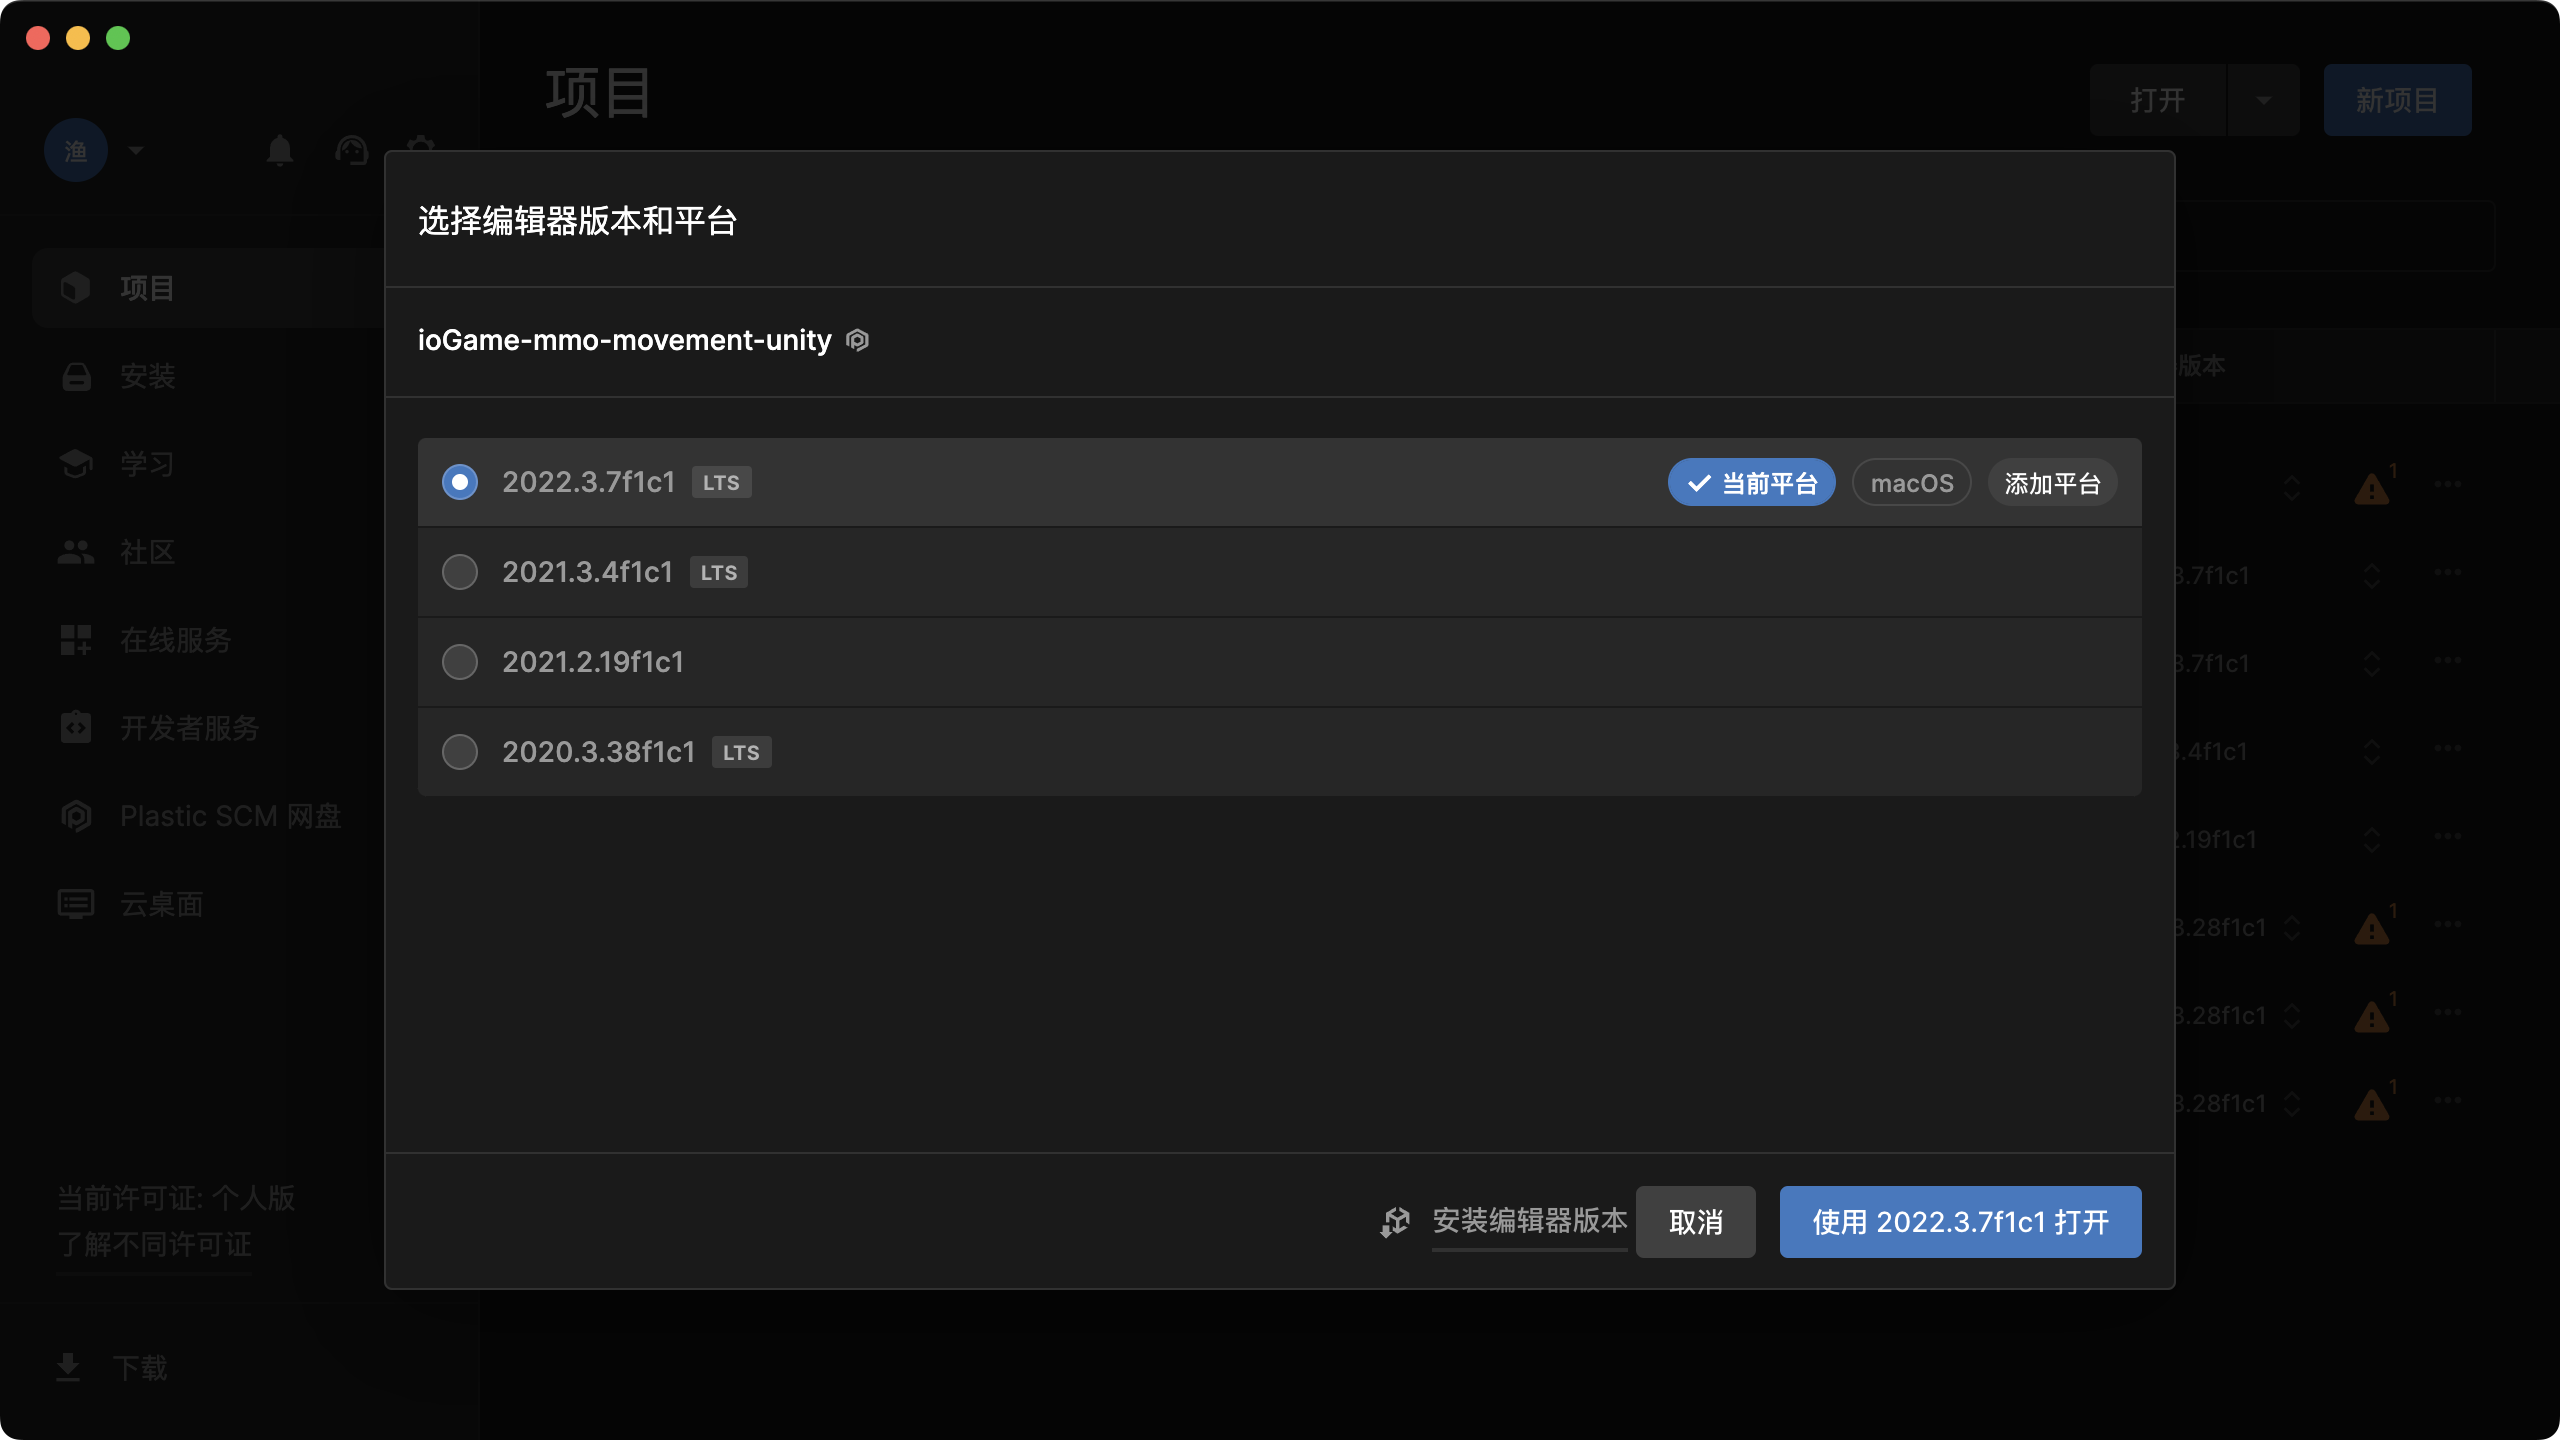 项目
打开
新项目
渔
项目
安装
学习
社区
在线服务
开发者服务
Plastic SCM 网盘
云桌面
当前许可证: 个人版
了解不同许可证
下载
选择编辑器版本和平台
ioGame-mmo-movement-unity
2022.3.7f1c1 LTS
当前平台 macOS 添加平台
2021.3.4f1c1 LTS
2021.2.19f1c1
2020.3.38f1c1 LTS
安装编辑器版本
取消
使用 2022.3.7f1c1 打开
版本
1
3.7f1c1
3.7f1c1
3.4f1c1
2.19f1c1
3.28f1c1 1
3.28f1c1 1
3.28f1c1 1